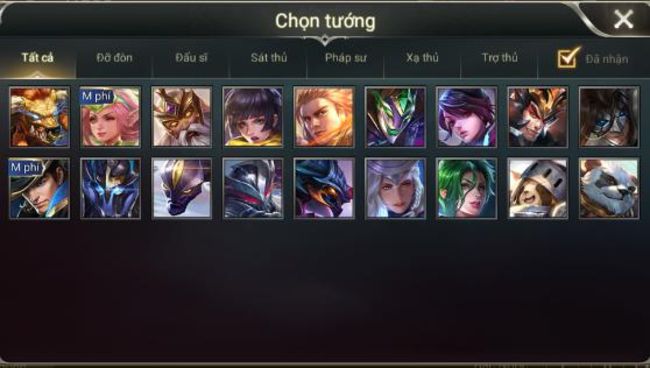 Chọn tướng
Tất cả Đỡ đòn Đấu sĩ Sát thủ Pháp sư Xạ thủ Trợ thủ Đã nhận
M phí
M phí